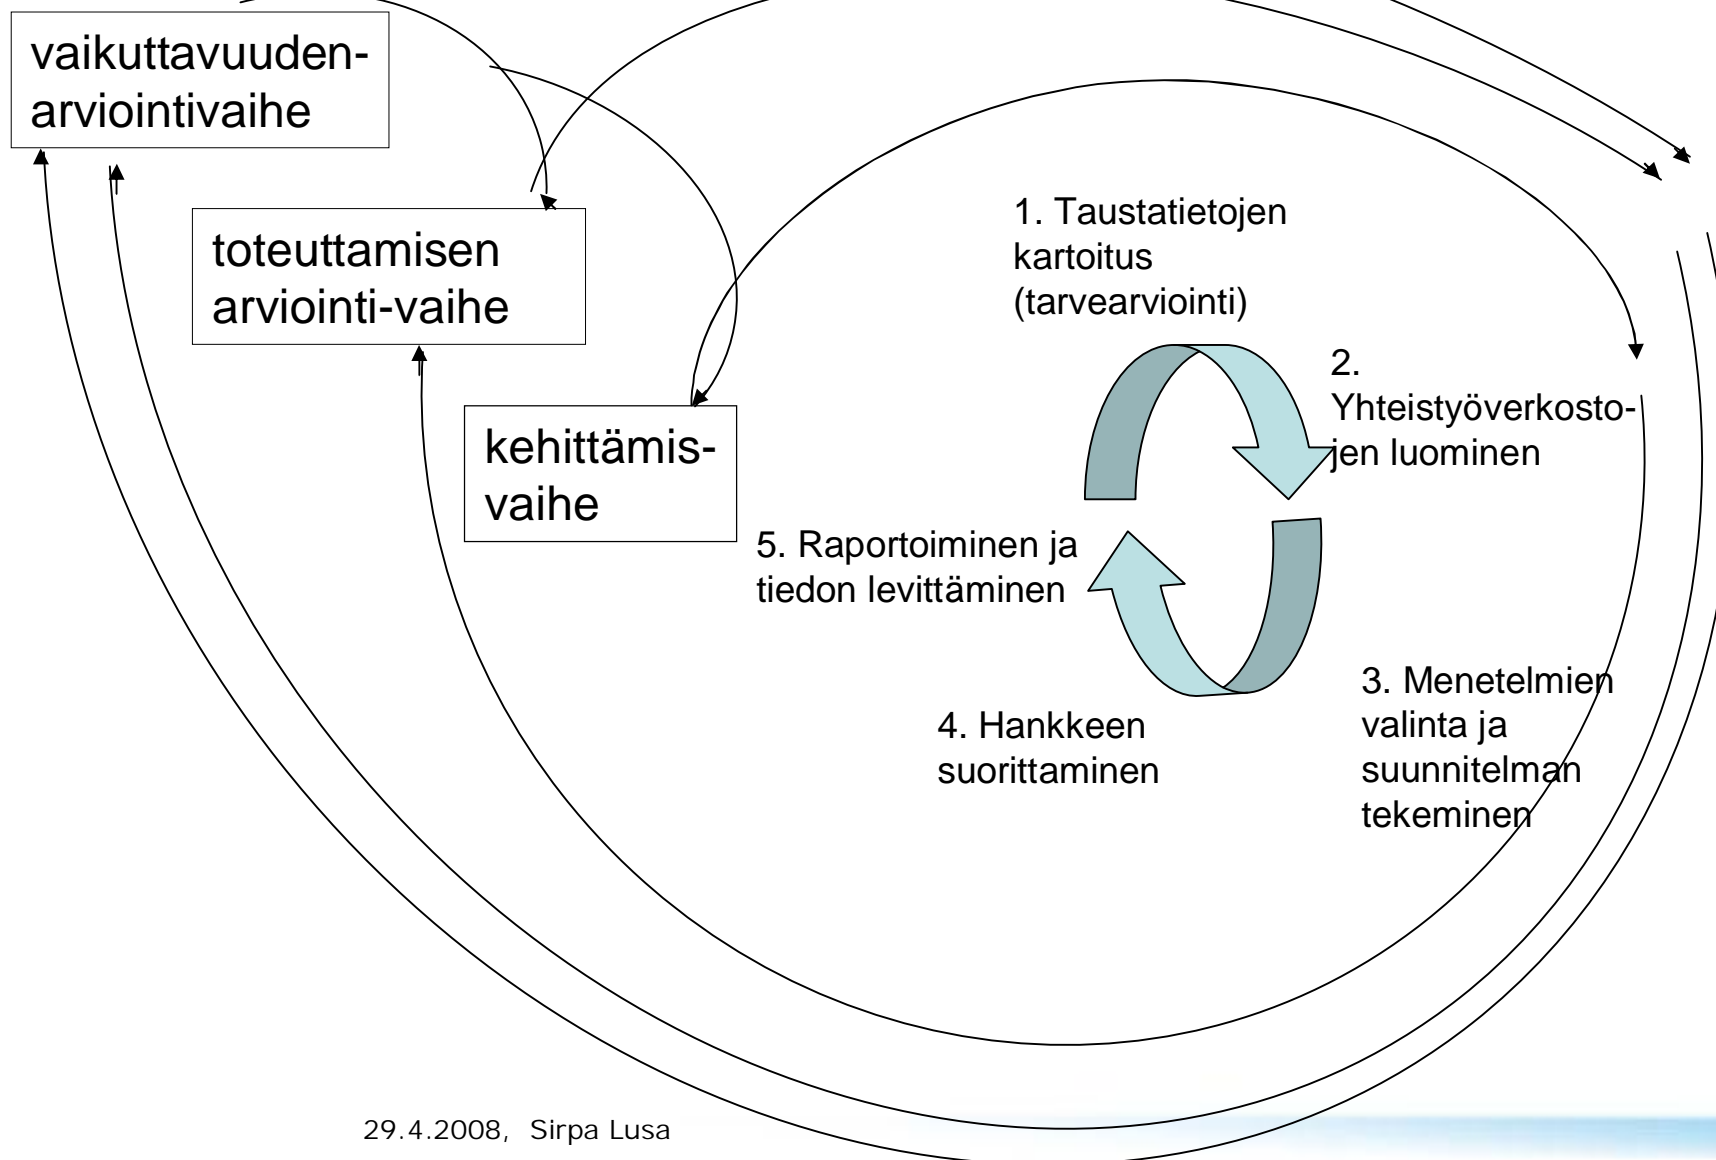 vaikuttavuuden-
arviointivaihe
toteuttamisen
arviointi-vaihe
kehittämis-
vaihe
1. Taustatietojen
kartoitus
(tarvearviointi)
2.
Yhteistyöverkosto-
jen luominen
3. Menetelmien
valinta ja
suunnitelman
tekeminen
4. Hankkeen
suorittaminen
5. Raportoiminen ja
tiedon levittäminen
29.4.2008, Sirpa Lusa